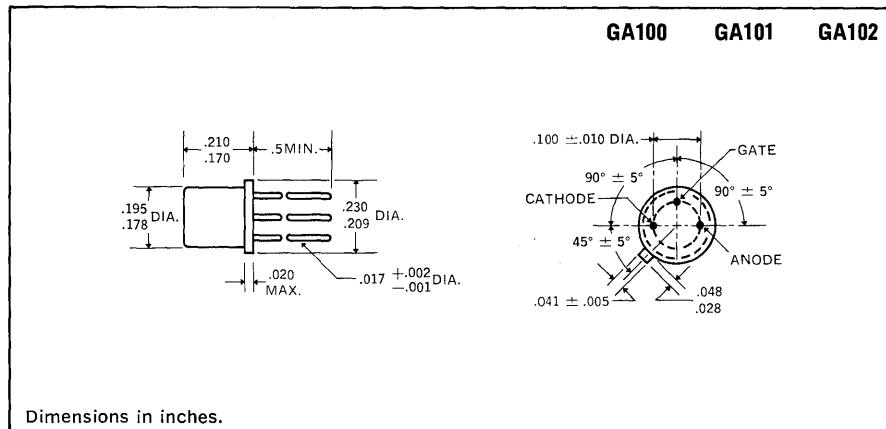 GA100 GA101 GA102
.210
.170
.5MIN.
.195
.178
DIA.
.230
.209
DIA.
.020
MAX.
.017 +.002
−.001
DIA.
.100 ±.010 DIA.
GATE
90° ± 5°
90° ± 5°
CATHODE
45° ± 5°
ANODE
.041 ± .005
.048
.028
Dimensions in inches.